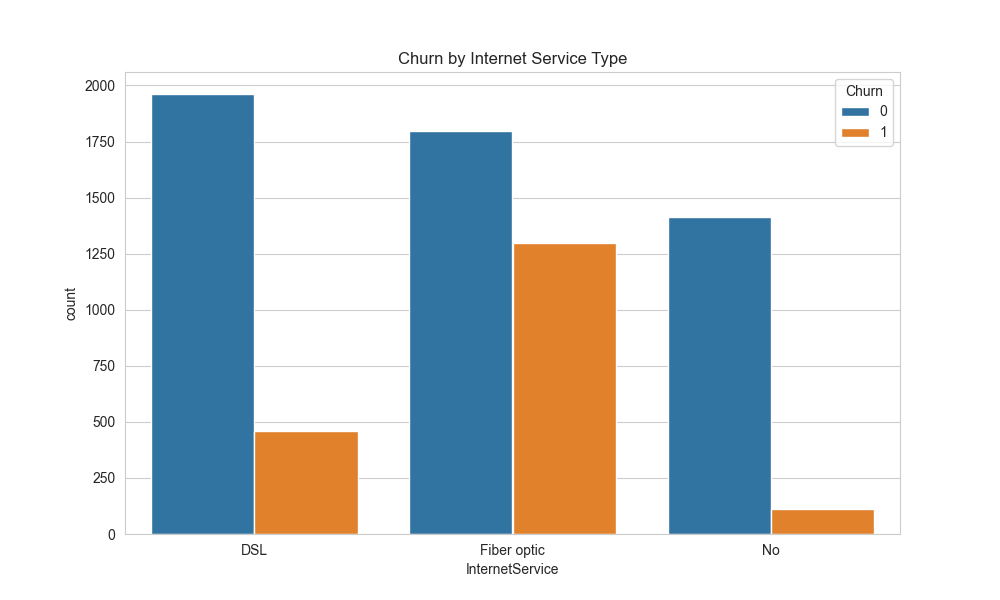 Churn by Internet Service Type
Churn
0
1
2000
1750
1500
1250
1000
750
500
250
0
count
DSL
Fiber optic
No
InternetService